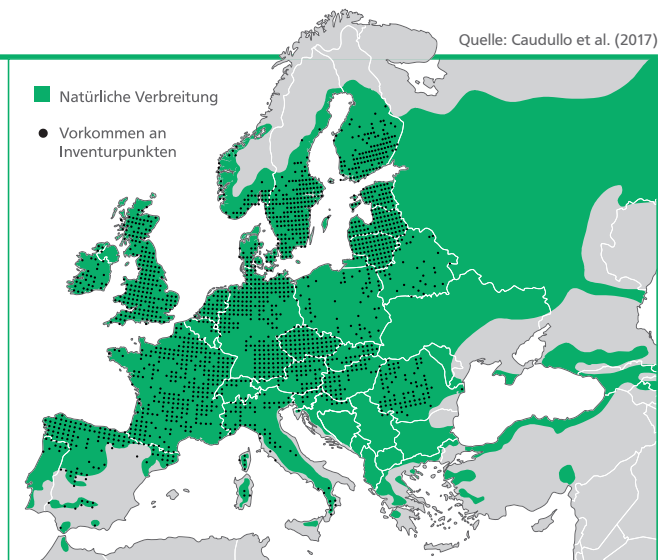 Quelle: Caudullo et al. (2017)
Natürliche Verbreitung
Vorkommen an
Inventurpunkten